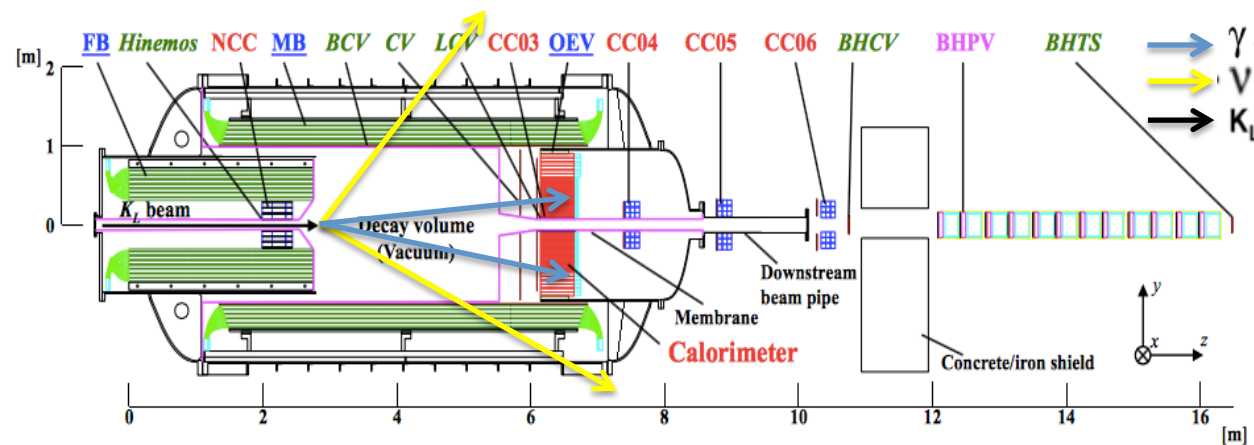 FB Hinemos NCC MB BCV CV LCV CC03 OEV CC04 CC05 CC06 BHCV BHPV BHTS
[m]
2
1
0
γ
ν
K_L
K_L beam
Decay volume
(Vacuum)
Downstream
beam pipe
Membrane
Calorimeter
Concrete/iron shield
y
x
z
0 2 4 6 8 10 12 14 16
[m]